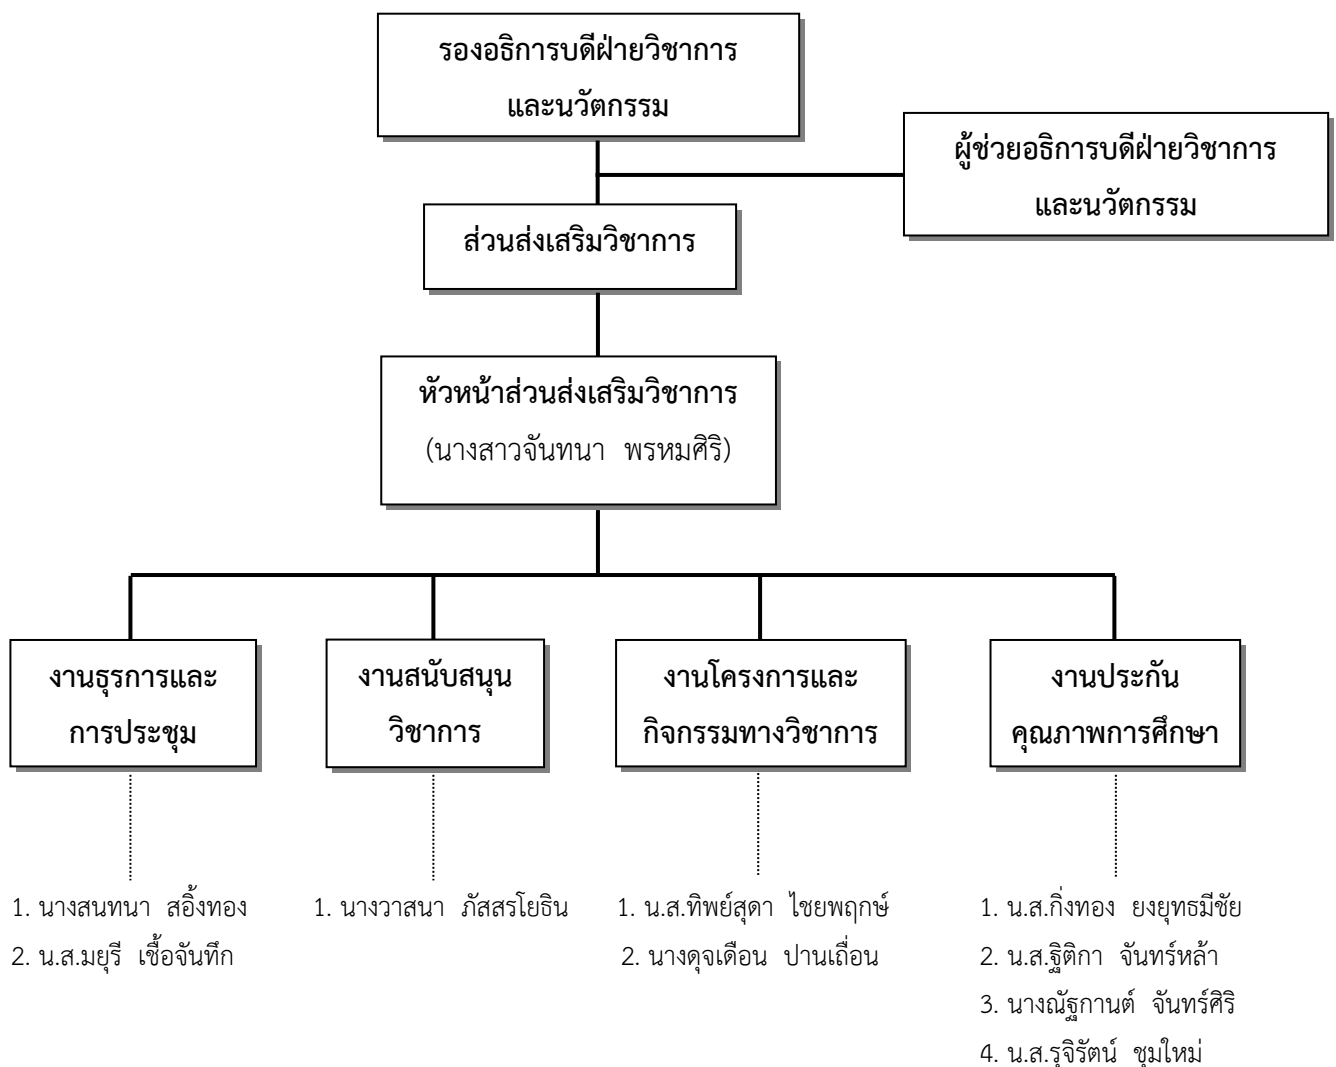 รองอธิการบดีฝ่ายวิชาการ
และนวัตกรรม
ผู้ช่วยอธิการบดีฝ่ายวิชาการ
และนวัตกรรม
ส่วนส่งเสริมวิชาการ
หัวหน้าส่วนส่งเสริมวิชาการ
(นางสาวจันทนา พรหมศิริ)
งานธุรการและ
การประชุม
งานสนับสนุน
วิชาการ
งานโครงการและ
กิจกรรมทางวิชาการ
งานประกัน
คุณภาพการศึกษา
1. นางสนทนา สอิ้งทอง
2. น.ส.มยุรี เชื้อจันทึก
1. นางวาสนา ภัสสรโยธิน
1. น.ส.ทิพย์สุดา ไชยพฤกษ์
2. นางดุจเดือน ปานเถื่อน
1. น.ส.กิ่งทอง ยงยุทธมีชัย
2. น.ส.ฐิติกา จันทร์หล้า
3. นางณัฐกานต์ จันทร์ศิริ
4. น.ส.รุจิรัตน์ ชุมใหม่